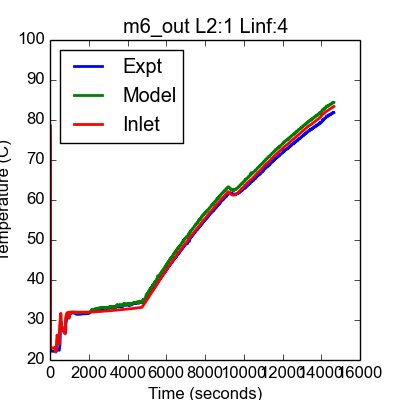 m6_out L2:1 Linf:4
100
90
80
70
60
50
40
30
20
Temperature (C)
Expt
Model
Inlet
0 2000 4000 6000 8000 10000 12000 14000 16000
Time (seconds)